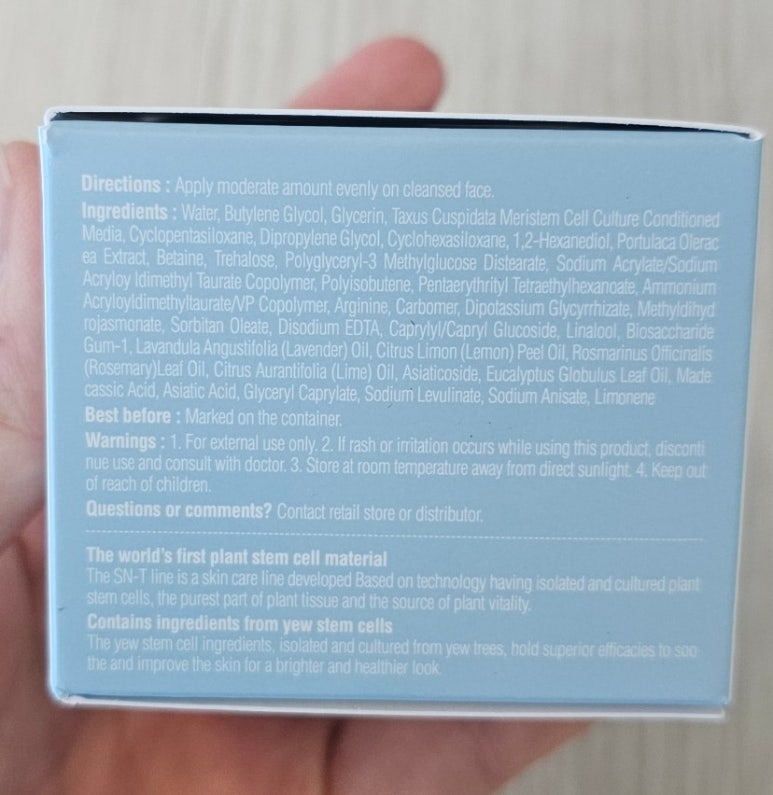 Directions : Apply moderate amount evenly on cleansed face.
Ingredients : Water, Butylene Glycol, Glycerin, Taxus Cuspidata Meristem Cell Culture Conditioned
Media, Cyclopentasiloxane, Dipropylene Glycol, Cyclohexasiloxane, 1,2-Hexanediol, Portulaca Olerac
ea Extract, Betaine, Trehalose, Polyglyceryl-3 Methylglucose Distearate, Sodium Acrylate/Sodium
Acryloy ldimethyl Taurate Copolymer, Polyisobutene, Pentaerythrityl Tetraethylhexanoate, Ammonium
Acryloyldimethyltaurate/VP Copolymer, Arginine, Carbomer, Dipotassium Glycyrrhizate, Methyldihyd
rojasmonate, Sorbitan Oleate, Disodium EDTA, Caprylyl/Capryl Glucoside, Linalool, Biosaccharide
Gum-1, Lavandula Angustifolia (Lavender) Oil, Citrus Limon (Lemon) Peel Oil, Rosmarinus Officinalis
(Rosemary)Leaf Oil, Citrus Aurantifolia (Lime) Oil, Asiaticoside, Eucalyptus Globulus Leaf Oil, Made
cassic Acid, Asiatic Acid, Glyceryl Caprylate, Sodium Levulinate, Sodium Anisate, Limonene
Best before : Marked on the container.
Warnings : 1. For external use only. 2. If rash or irritation occurs while using this product, disconti
nue use and consult with doctor. 3. Store at room temperature away from direct sunlight. 4. Keep out
of reach of children.
Questions or comments? Contact retail store or distributor.
The world's first plant stem cell material
The SN-T line is a skin care line developed Based on technology having isolated and cultured plant
stem cells, the purest part of plant tissue and the source of plant vitality.
Contains ingredients from yew stem cells
The yew stem cell ingredients, isolated and cultured from yew trees, hold superior efficacies to soo
the and improve the skin for a brighter and healthier look.